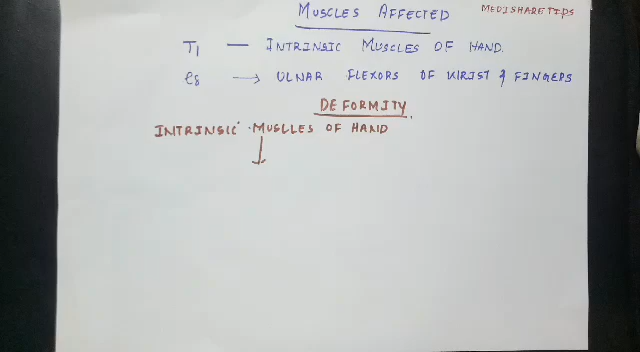 MUSCLES AFFECTED
MEDISHARETIPS
T1 — INTRINSIC MUSCLES OF HAND.
C8 → ULNAR FLEXORS OF WRIST & FINGERS
DEFORMITY.
INTRINSIC MUSCLES OF HAND